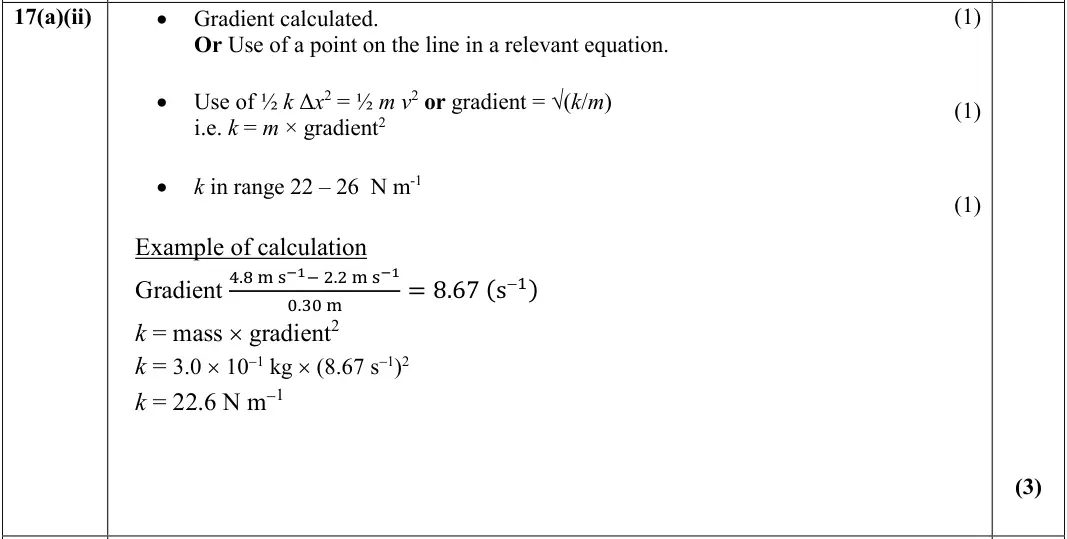 17(a)(ii)
• Gradient calculated. (1)
Or Use of a point on the line in a relevant equation.
• Use of ½ k Δx² = ½ m v² or gradient = √(k/m)
(1)
i.e. k = m × gradient²
• k in range 22 – 26 N m⁻¹
(1)
Example of calculation
Gradient (4.8 m s⁻¹ − 2.2 m s⁻¹)/(0.30 m) = 8.67 (s⁻¹)
k = mass × gradient²
k = 3.0 × 10⁻¹ kg × (8.67 s⁻¹)²
k = 22.6 N m⁻¹
(3)